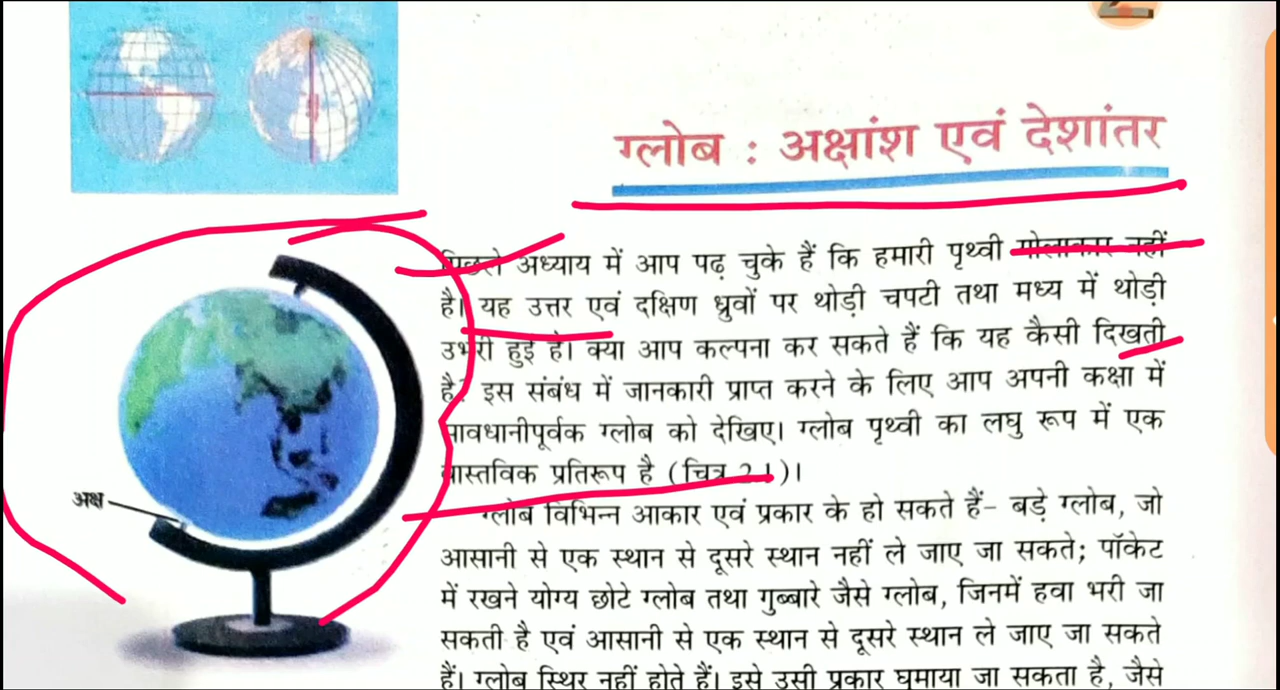 2
ग्लोब : अक्षांश एवं देशांतर
पिछले अध्याय में आप पढ़ चुके हैं कि हमारी पृथ्वी गोलाकार नहीं
है। यह उत्तर एवं दक्षिण ध्रुवों पर थोड़ी चपटी तथा मध्य में थोड़ी
उभरी हुई है। क्या आप कल्पना कर सकते हैं कि यह कैसी दिखती
है? इस संबंध में जानकारी प्राप्त करने के लिए आप अपनी कक्षा में
सावधानीपूर्वक ग्लोब को देखिए। ग्लोब पृथ्वी का लघु रूप में एक
वास्तविक प्रतिरूप है (चित्र 2.1)।
अक्ष
ग्लोब विभिन्न आकार एवं प्रकार के हो सकते हैं– बड़े ग्लोब, जो
आसानी से एक स्थान से दूसरे स्थान नहीं ले जाए जा सकते; पॉकेट
में रखने योग्य छोटे ग्लोब तथा गुब्बारे जैसे ग्लोब, जिनमें हवा भरी जा
सकती है एवं आसानी से एक स्थान से दूसरे स्थान ले जाए जा सकते
हैं। ग्लोब स्थिर नहीं होते हैं। इसे उसी प्रकार घुमाया जा सकता है, जैसे